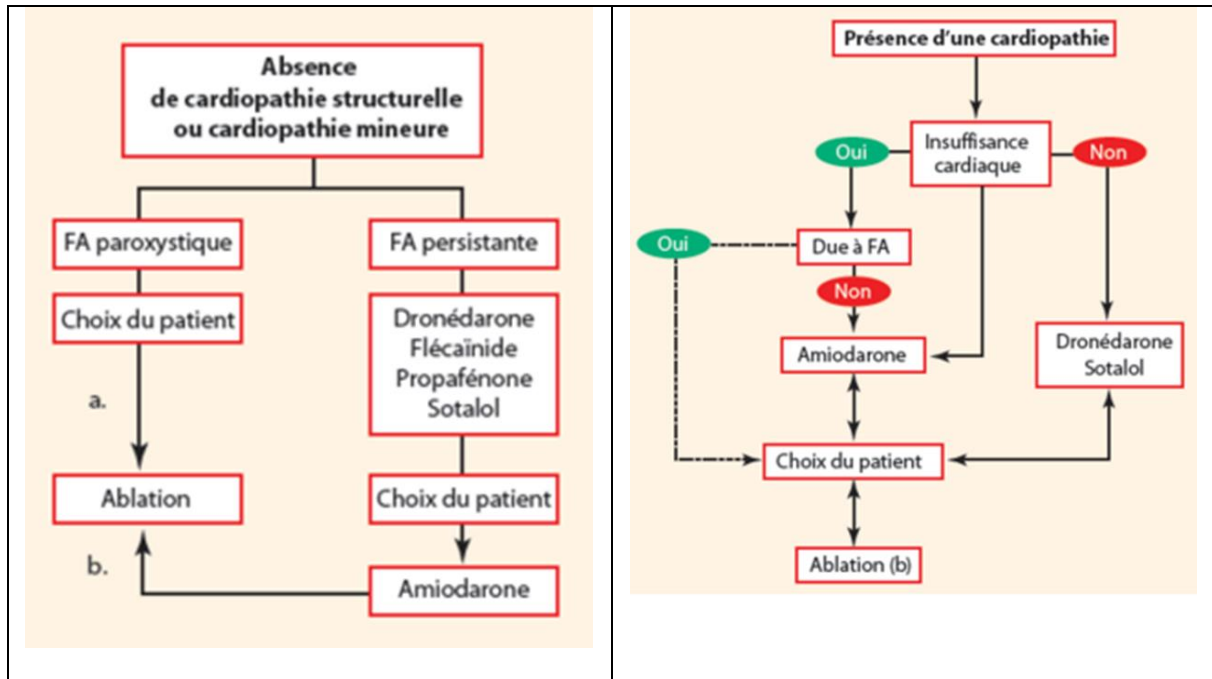 Absence
de cardiopathie structurelle
ou cardiopathie mineure
FA paroxystique
FA persistante
Choix du patient
Dronédarone
Flécaïnide
Propafénone
Sotalol
a.
Ablation
Choix du patient
b.
Amiodarone
Présence d'une cardiopathie
Insuffisance
cardiaque
Oui
Non
Oui
Due à FA
Non
Amiodarone
Dronédarone
Sotalol
Choix du patient
Ablation (b)